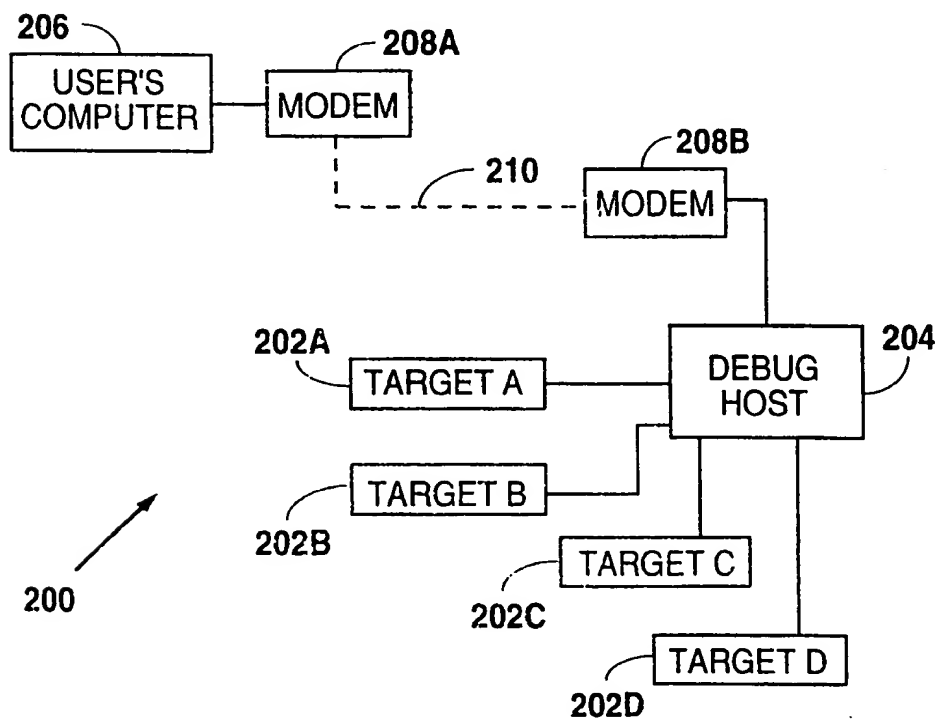 206
USER'S
COMPUTER
208A
MODEM
210
208B
MODEM
202A
TARGET A
204
DEBUG
HOST
TARGET B
202B
TARGET C
202C
200
TARGET D
202D